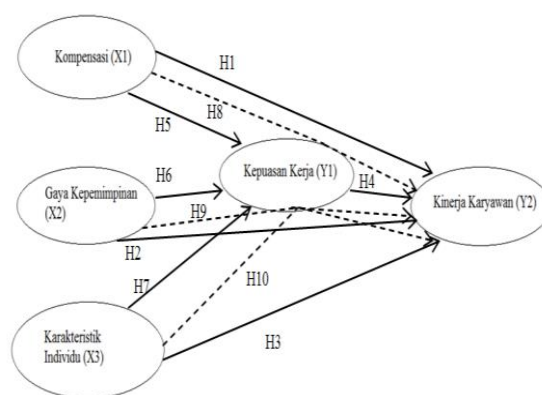 Kompensasi (X1)
H1
H8
H5
Kepuasan Kerja (Y1)
H6
H4
Gaya Kepemimpinan
(X2)
H9
Kinerja Karyawan (Y2)
H2
H7
H10
Karakteristik
Individu (X3)
H3